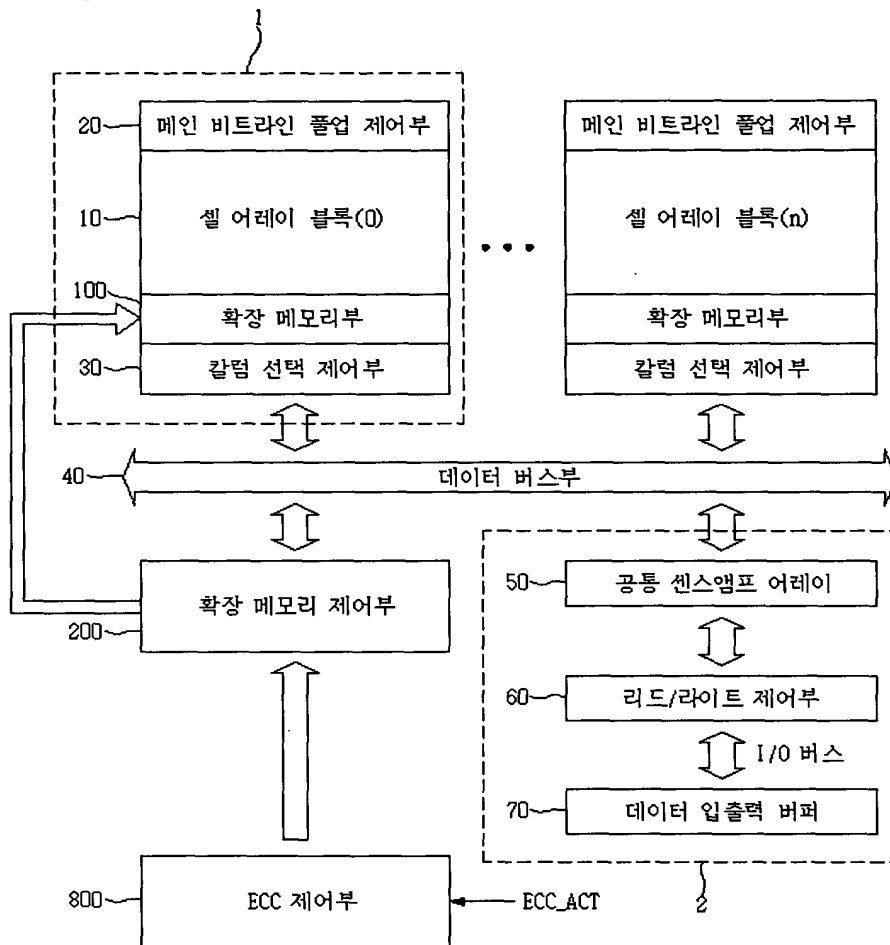 1
20 메인 비트라인 풀업 제어부 메인 비트라인 풀업 제어부
10 셀 어레이 블록(0) ••• 셀 어레이 블록(n)
100
확장 메모리부 확장 메모리부
30 칼럼 선택 제어부 칼럼 선택 제어부
40 데이터 버스부
50 공통 센스앰프 어레이
확장 메모리 제어부
200
60 리드/라이트 제어부
I/O 버스
70 데이터 입출력 버퍼
800 ECC 제어부 ECC_ACT 2